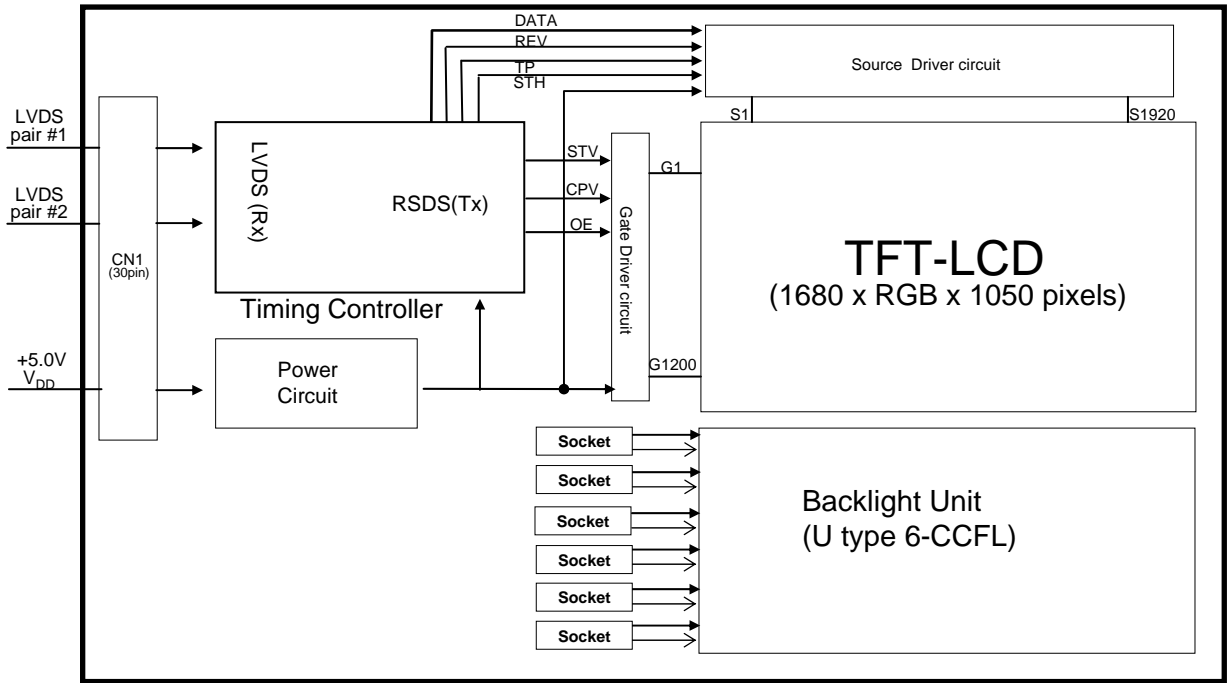 DATA
REV
TP
STH
Source Driver circuit
S1
S1920
LVDS
pair #1
LVDS
pair #2
CN1
(30pin)
+5.0V
VDD
LVDS (Rx)
RSDS(Tx)
Timing Controller
STV
CPV
OE
Gate Driver circuit
G1
G1200
TFT-LCD
(1680 x RGB x 1050 pixels)
Power
Circuit
Socket
Socket
Socket
Socket
Socket
Socket
Backlight Unit
(U type 6-CCFL)